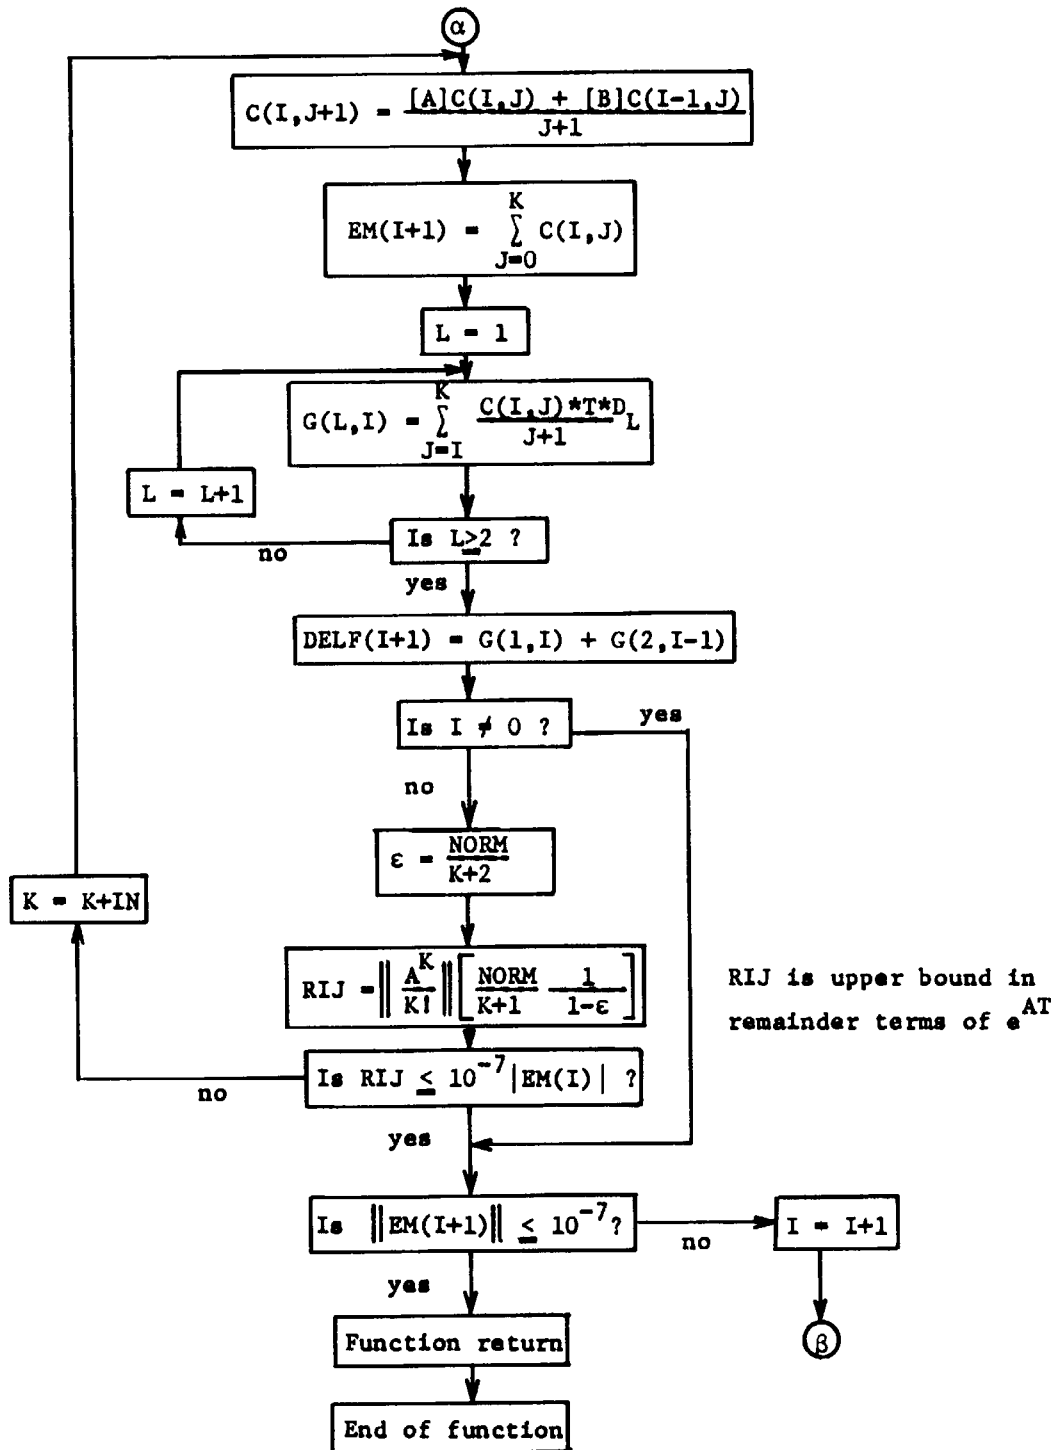 α
C(I,J+1) = [A]C(I,J) + [B]C(I-1,J) / J+1
EM(I+1) = K Σ J=0 C(I,J)
L = 1
G(L,I) = K Σ J=I C(I,J)*T*D_L / J+1
L = L+1
Is L≥2 ?
no
yes
DELF(I+1) = G(1,I) + G(2,I-1)
Is I ≠ 0 ?
yes
no
ε = NORM / K+2
K = K+IN
RIJ = ‖ A^K / K! ‖ [ NORM / K+1 1 / 1-ε ]
RIJ is upper bound in
remainder terms of e^AT
Is RIJ ≤ 10^-7 |EM(I)| ?
no
yes
Is ‖EM(I+1)‖ ≤ 10^-7?
no
I = I+1
yes
Function return
β
End of function